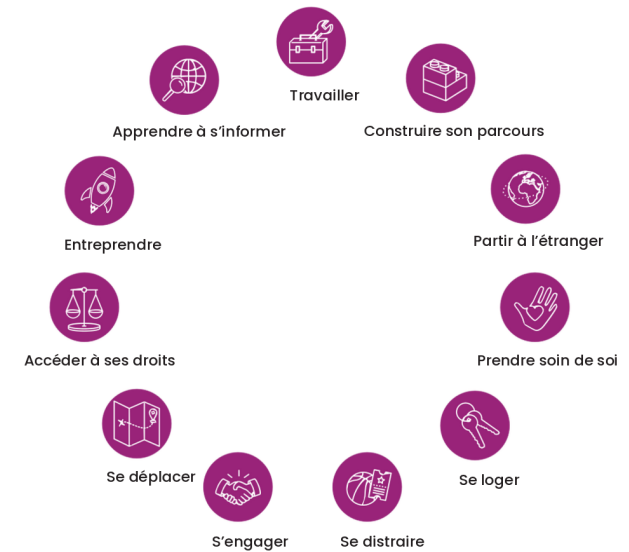 Travailler
Apprendre à s’informer
Construire son parcours
Entreprendre
Partir à l’étranger
Accéder à ses droits
Prendre soin de soi
Se déplacer
Se loger
S’engager
Se distraire